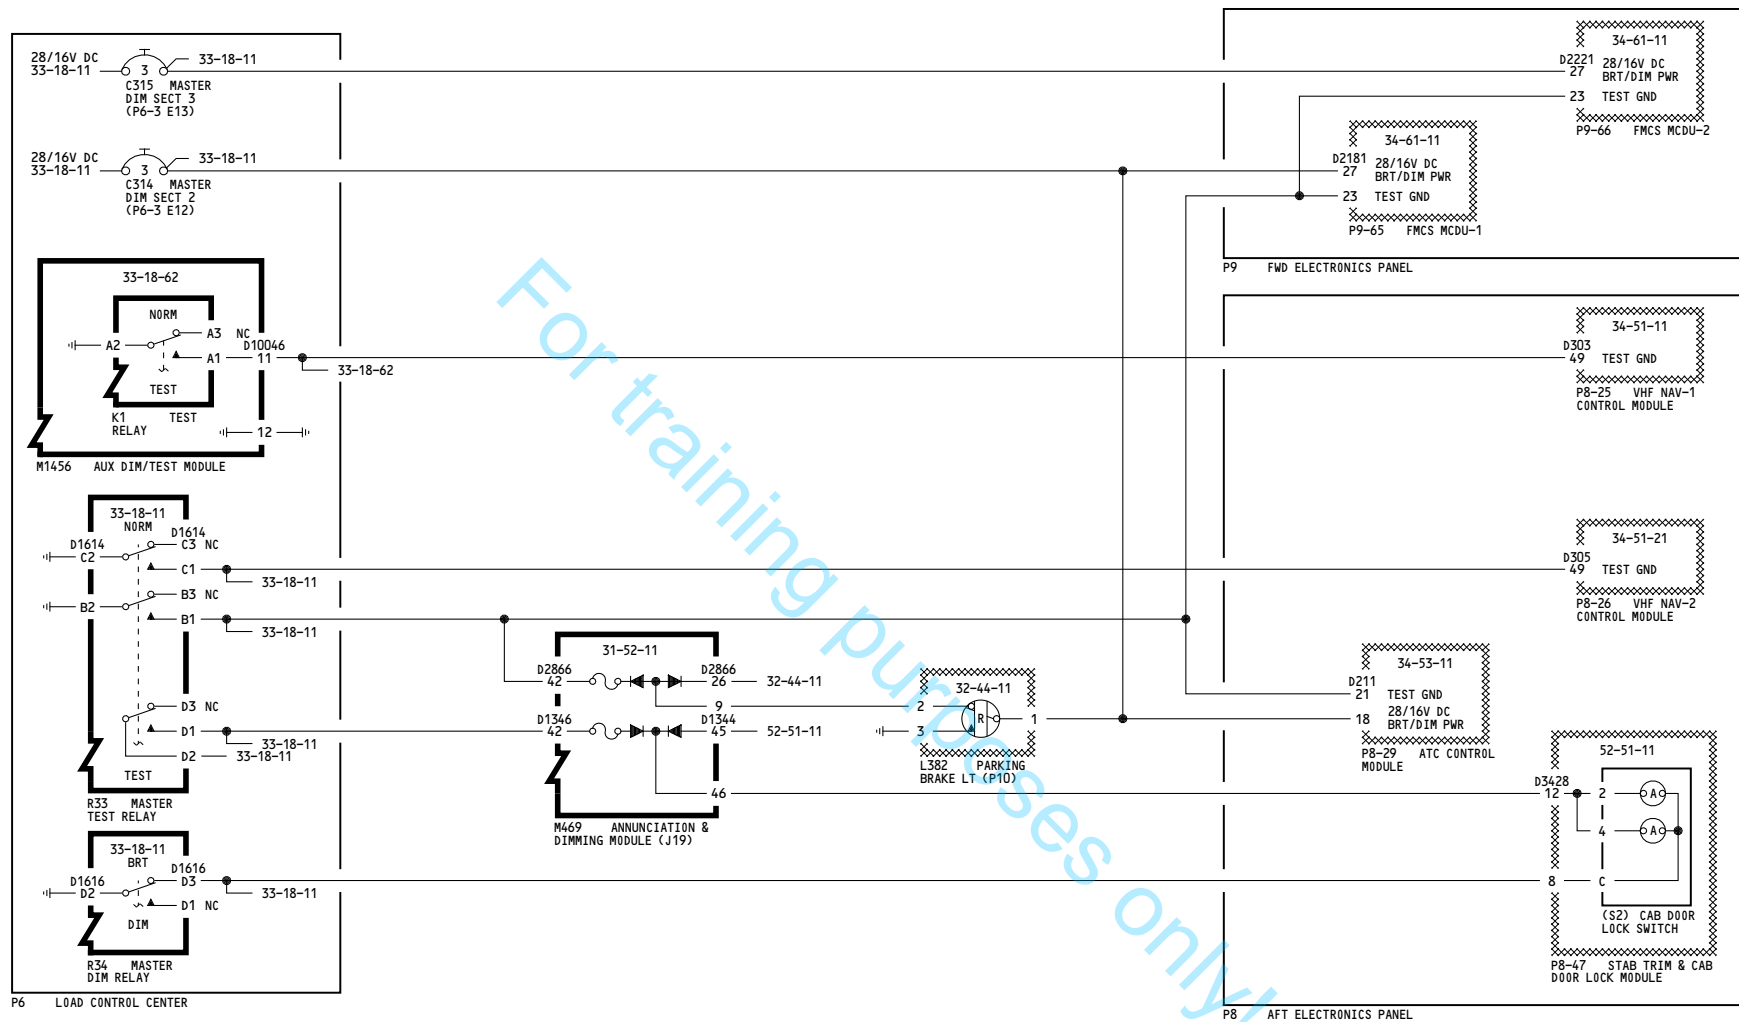 28/16V DC
33-18-11
3
33-18-11
C315 MASTER
DIM SECT 3
(P6-3 E13)
28/16V DC
33-18-11
3
33-18-11
C314 MASTER
DIM SECT 2
(P6-3 E12)
33-18-62
NORM
A3 NC
A2
D10046
A1
11
33-18-62
TEST
K1 TEST
RELAY
12
M1456 AUX DIM/TEST MODULE
33-18-11
NORM
D1614
D1614
C3 NC
C2
C1
33-18-11
B3 NC
B2
B1
33-18-11
D3 NC
D1
33-18-11
D2
33-18-11
TEST
R33 MASTER
TEST RELAY
33-18-11
BRT
D1616
D1616
D3
D2
33-18-11
D1 NC
DIM
R34 MASTER
DIM RELAY
P6 LOAD CONTROL CENTER
31-52-11
D2866
D2866
42
26
32-44-11
9
D1346
D1344
42
45
52-51-11
46
M469 ANNUNCIATION &
DIMMING MODULE (J19)
32-44-11
2
R
1
3
L382 PARKING
BRAKE LT (P10)
34-61-11
D2221
27
28/16V DC
BRT/DIM PWR
23 TEST GND
P9-66 FMCS MCDU-2
34-61-11
D2181
27
28/16V DC
BRT/DIM PWR
23 TEST GND
P9-65 FMCS MCDU-1
P9 FWD ELECTRONICS PANEL
34-51-11
D303
49 TEST GND
P8-25 VHF NAV-1
CONTROL MODULE
34-51-21
D305
49 TEST GND
P8-26 VHF NAV-2
CONTROL MODULE
34-53-11
D211
21 TEST GND
18
28/16V DC
BRT/DIM PWR
P8-29 ATC CONTROL
MODULE
52-51-11
D3428
12
2
A
4
A
8
C
(S2) CAB DOOR
LOCK SWITCH
P8-47 STAB TRIM & CAB
DOOR LOCK MODULE
P8 AFT ELECTRONICS PANEL
For training purposes only!